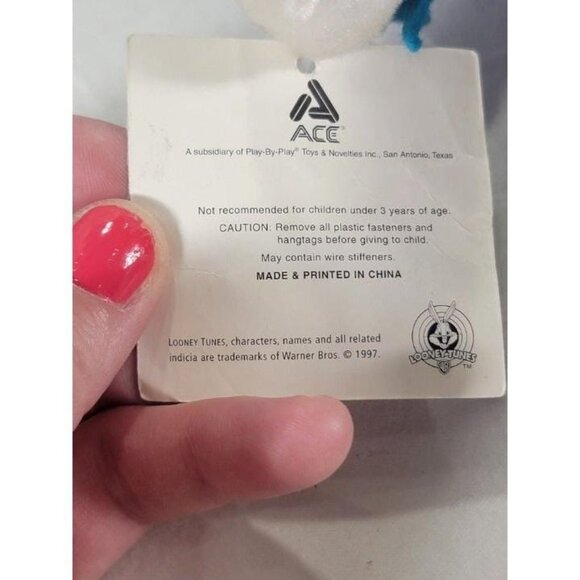 ACE
A subsidiary of Play-By-Play® Toys & Novelties Inc., San Antonio, Texas
Not recommended for children under 3 years of age.
CAUTION: Remove all plastic fasteners and
hangtags before giving to child.
May contain wire stiffeners.
MADE & PRINTED IN CHINA
LOONEY TUNES, characters, names and all related
indicia are trademarks of Warner Bros. © 1997.
LOONEY TUNES
WB
TM